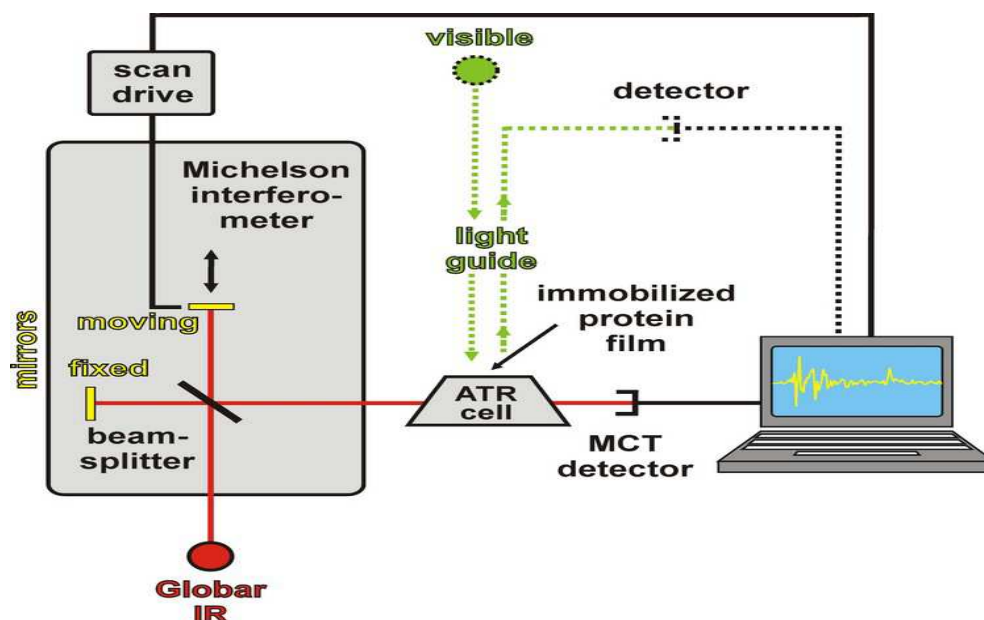 visible
scan
drive
detector
Michelson
interfero-
meter
light
guide
immobilized
protein
film
moving
mirrors
fixed
ATR
cell
beam-
splitter
MCT
detector
Globar
IR